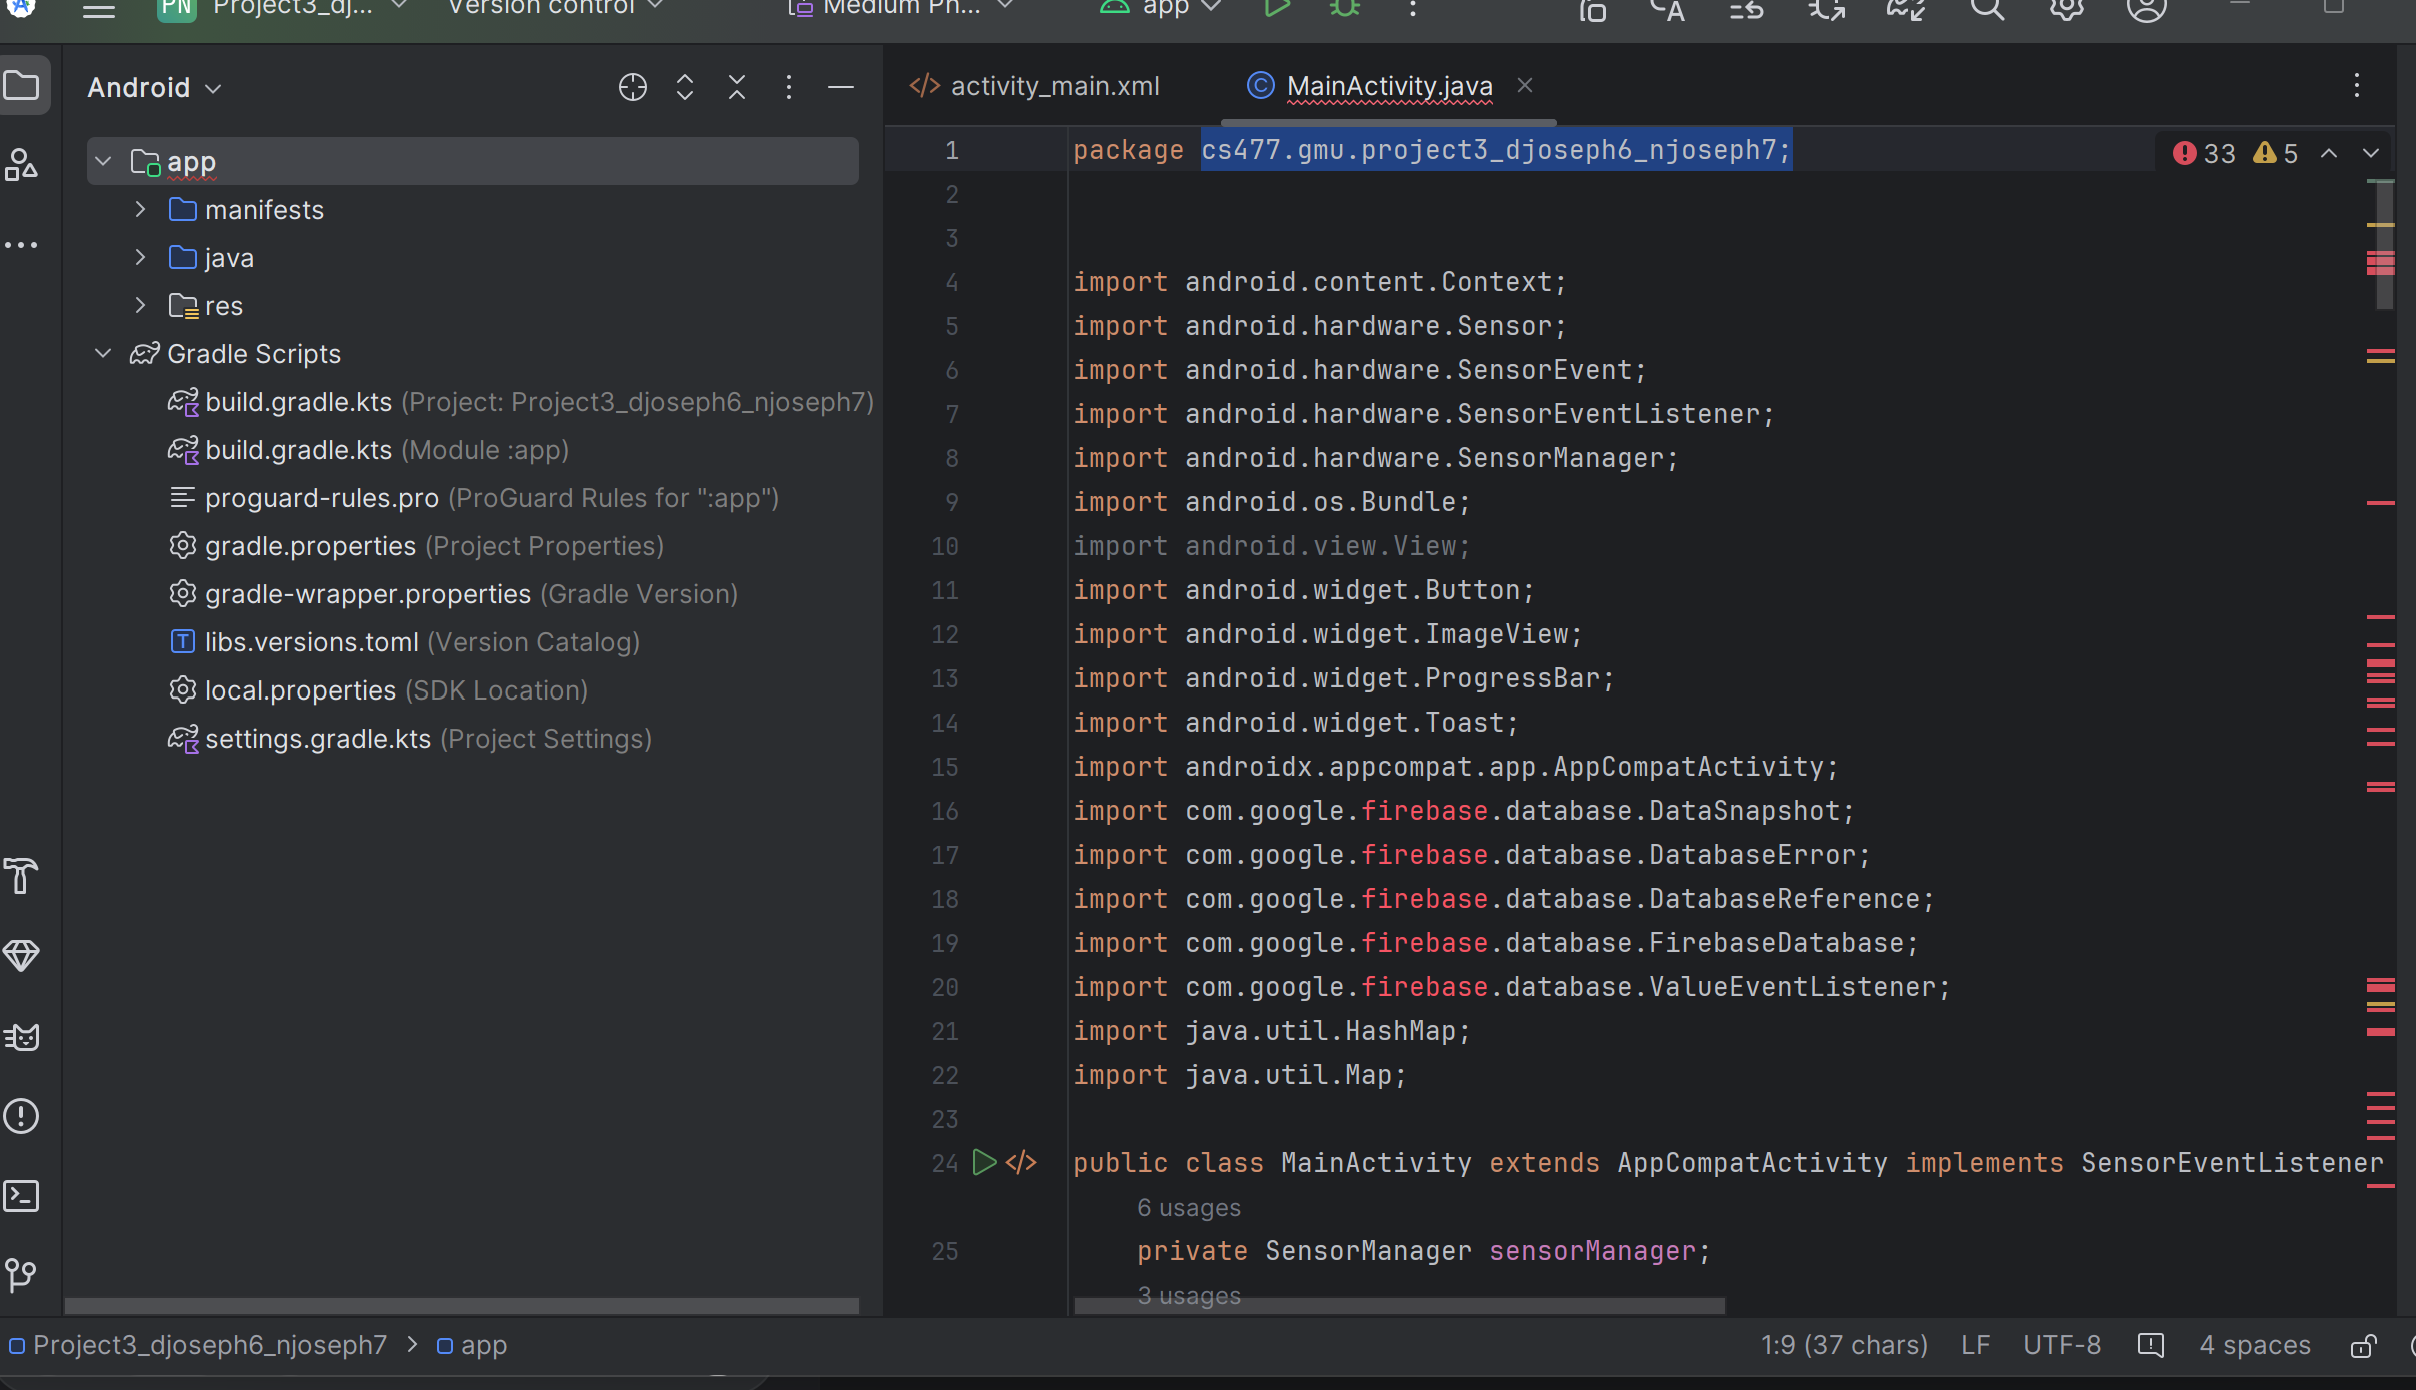 PN Project3_dj... Version control Medium Ph... app
Android
app
manifests
java
res
Gradle Scripts
build.gradle.kts (Project: Project3_djoseph6_njoseph7)
build.gradle.kts (Module :app)
proguard-rules.pro (ProGuard Rules for ":app")
gradle.properties (Project Properties)
gradle-wrapper.properties (Gradle Version)
libs.versions.toml (Version Catalog)
local.properties (SDK Location)
settings.gradle.kts (Project Settings)
activity_main.xml MainActivity.java
33 5
1 package cs477.gmu.project3_djoseph6_njoseph7;
2
3
4 import android.content.Context;
5 import android.hardware.Sensor;
6 import android.hardware.SensorEvent;
7 import android.hardware.SensorEventListener;
8 import android.hardware.SensorManager;
9 import android.os.Bundle;
10 import android.view.View;
11 import android.widget.Button;
12 import android.widget.ImageView;
13 import android.widget.ProgressBar;
14 import android.widget.Toast;
15 import androidx.appcompat.app.AppCompatActivity;
16 import com.google.firebase.database.DataSnapshot;
17 import com.google.firebase.database.DatabaseError;
18 import com.google.firebase.database.DatabaseReference;
19 import com.google.firebase.database.FirebaseDatabase;
20 import com.google.firebase.database.ValueEventListener;
21 import java.util.HashMap;
22 import java.util.Map;
23
24 public class MainActivity extends AppCompatActivity implements SensorEventListener
6 usages
25 private SensorManager sensorManager;
3 usages
Project3_djoseph6_njoseph7 > app
1:9 (37 chars) LF UTF-8 4 spaces